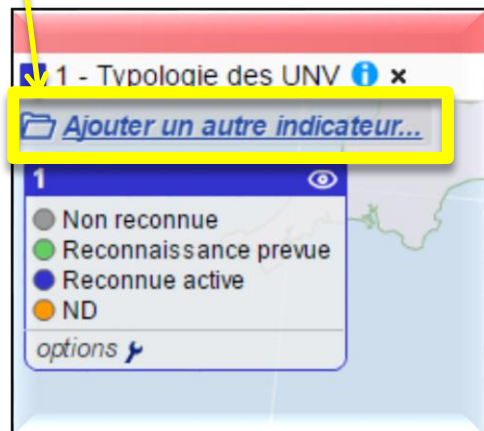 1 - Typologie des UNV i ×
Ajouter un autre indicateur...
1
Non reconnue
Reconnaissance prevue
Reconnue active
ND
options